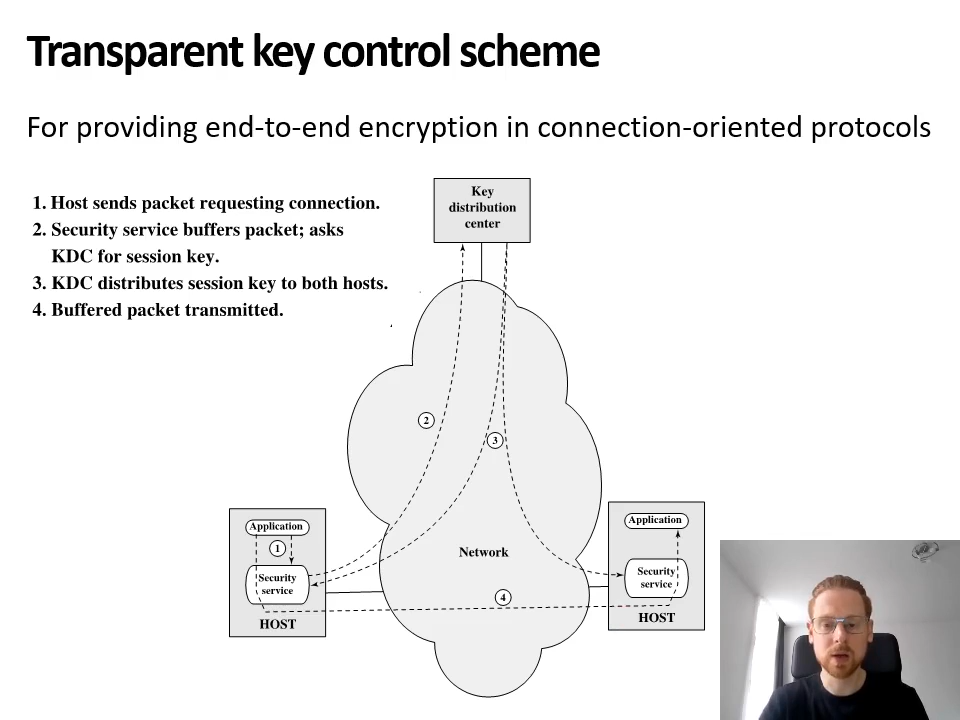 Transparent key control scheme
For providing end-to-end encryption in connection-oriented protocols
1. Host sends packet requesting connection.
2. Security service buffers packet; asks
KDC for session key.
3. KDC distributes session key to both hosts.
4. Buffered packet transmitted.
Key
distribution
center
2
3
Application
1
Security
service
HOST
Network
4
Application
Security
service
HOST